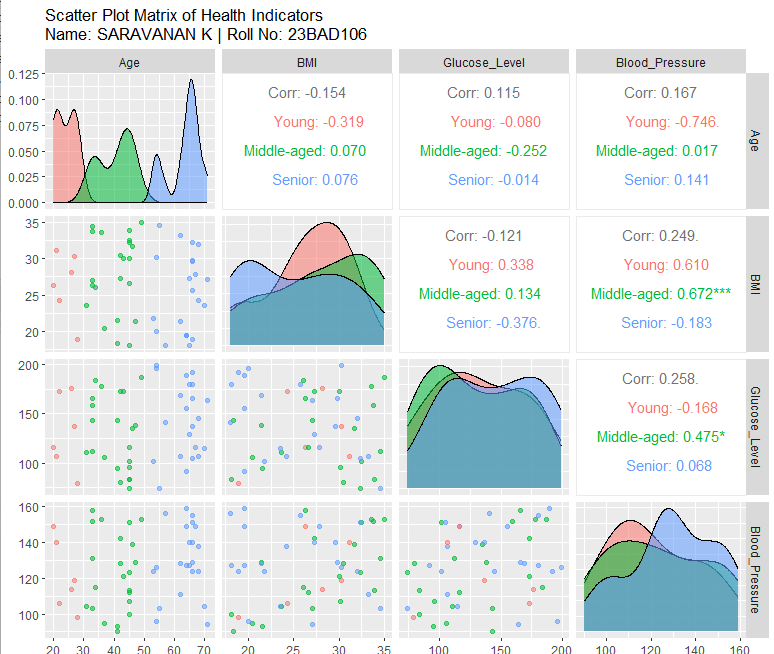 Scatter Plot Matrix of Health Indicators
Name: SARAVANAN K | Roll No: 23BAD106
Age BMI Glucose_Level Blood_Pressure
0.125
0.100
0.075
0.050
0.025
0.000
Corr: -0.154
Young: -0.319
Middle-aged: 0.070
Senior: 0.076
Corr: 0.115
Young: -0.080
Middle-aged: -0.252
Senior: -0.014
Corr: 0.167
Young: -0.746.
Middle-aged: 0.017
Senior: 0.141
Age
35
30
25
20
Corr: -0.121
Young: 0.338
Middle-aged: 0.134
Senior: -0.376.
Corr: 0.249.
Young: 0.610
Middle-aged: 0.672***
Senior: -0.183
BMI
200
150
100
Corr: 0.258.
Young: -0.168
Middle-aged: 0.475*
Senior: 0.068
Glucose_Level
160
140
120
100
Blood_Pressure
20 30 40 50 60 70 20 25 30 35 100 150 200 100 120 140 160